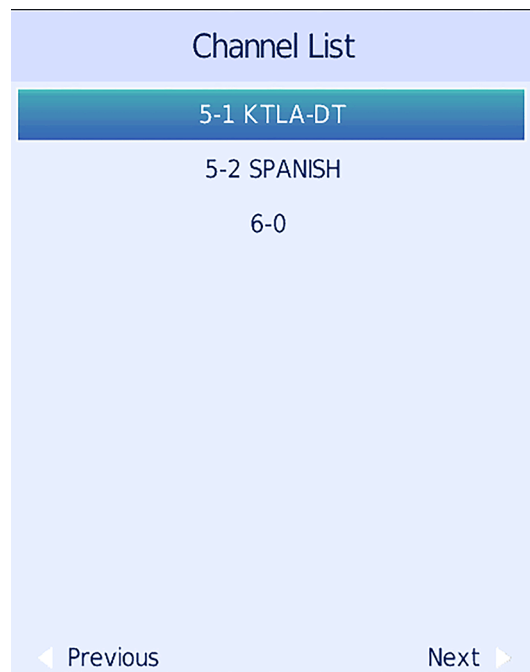 Channel List
5-1 KTLA-DT
5-2 SPANISH
6-0
Previous Next